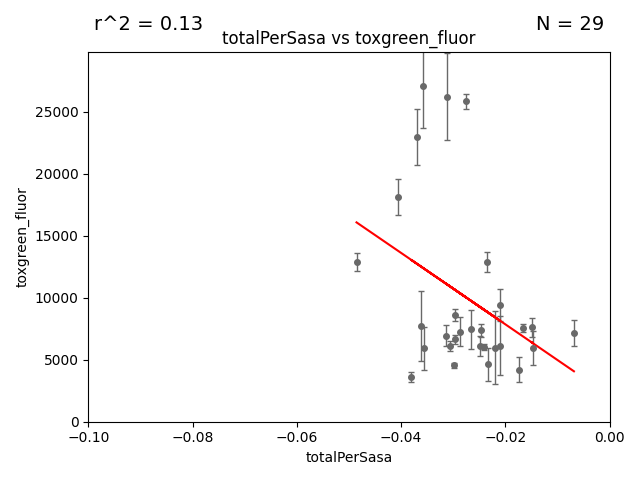 r^2 = 0.13
N = 29
totalPerSasa vs toxgreen_fluor
25000
20000
15000
10000
5000
0
toxgreen_fluor
−0.10
−0.08
−0.06
−0.04
−0.02
0.00
totalPerSasa